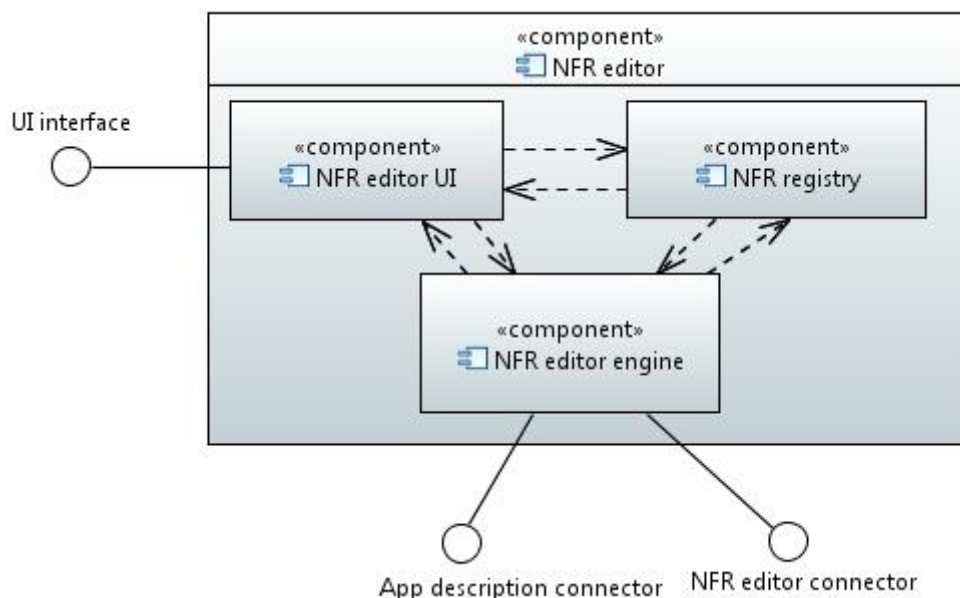 «component»
NFR editor
UI interface
«component»
NFR editor UI
«component»
NFR registry
«component»
NFR editor engine
App description connector
NFR editor connector